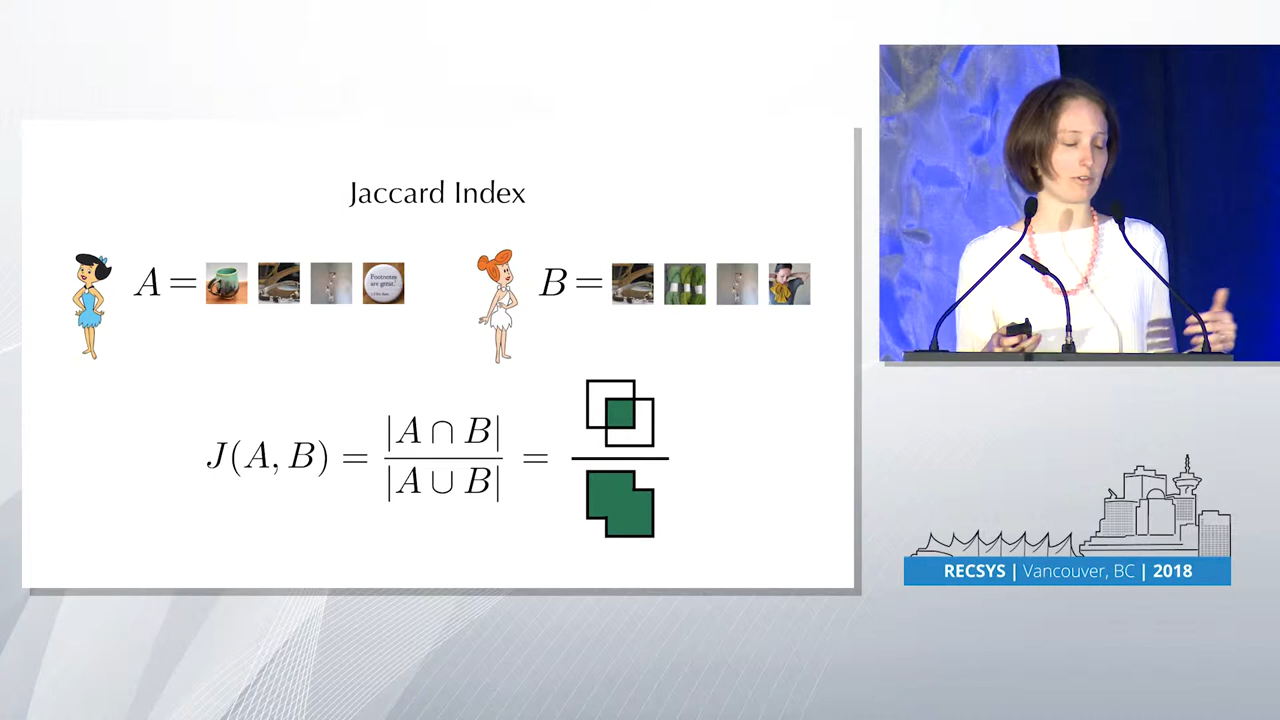 Jaccard Index
A =
Footnotes
are great.
B =
J(A, B) = |A ∩ B| / |A ∪ B| =
RECSYS | Vancouver, BC | 2018